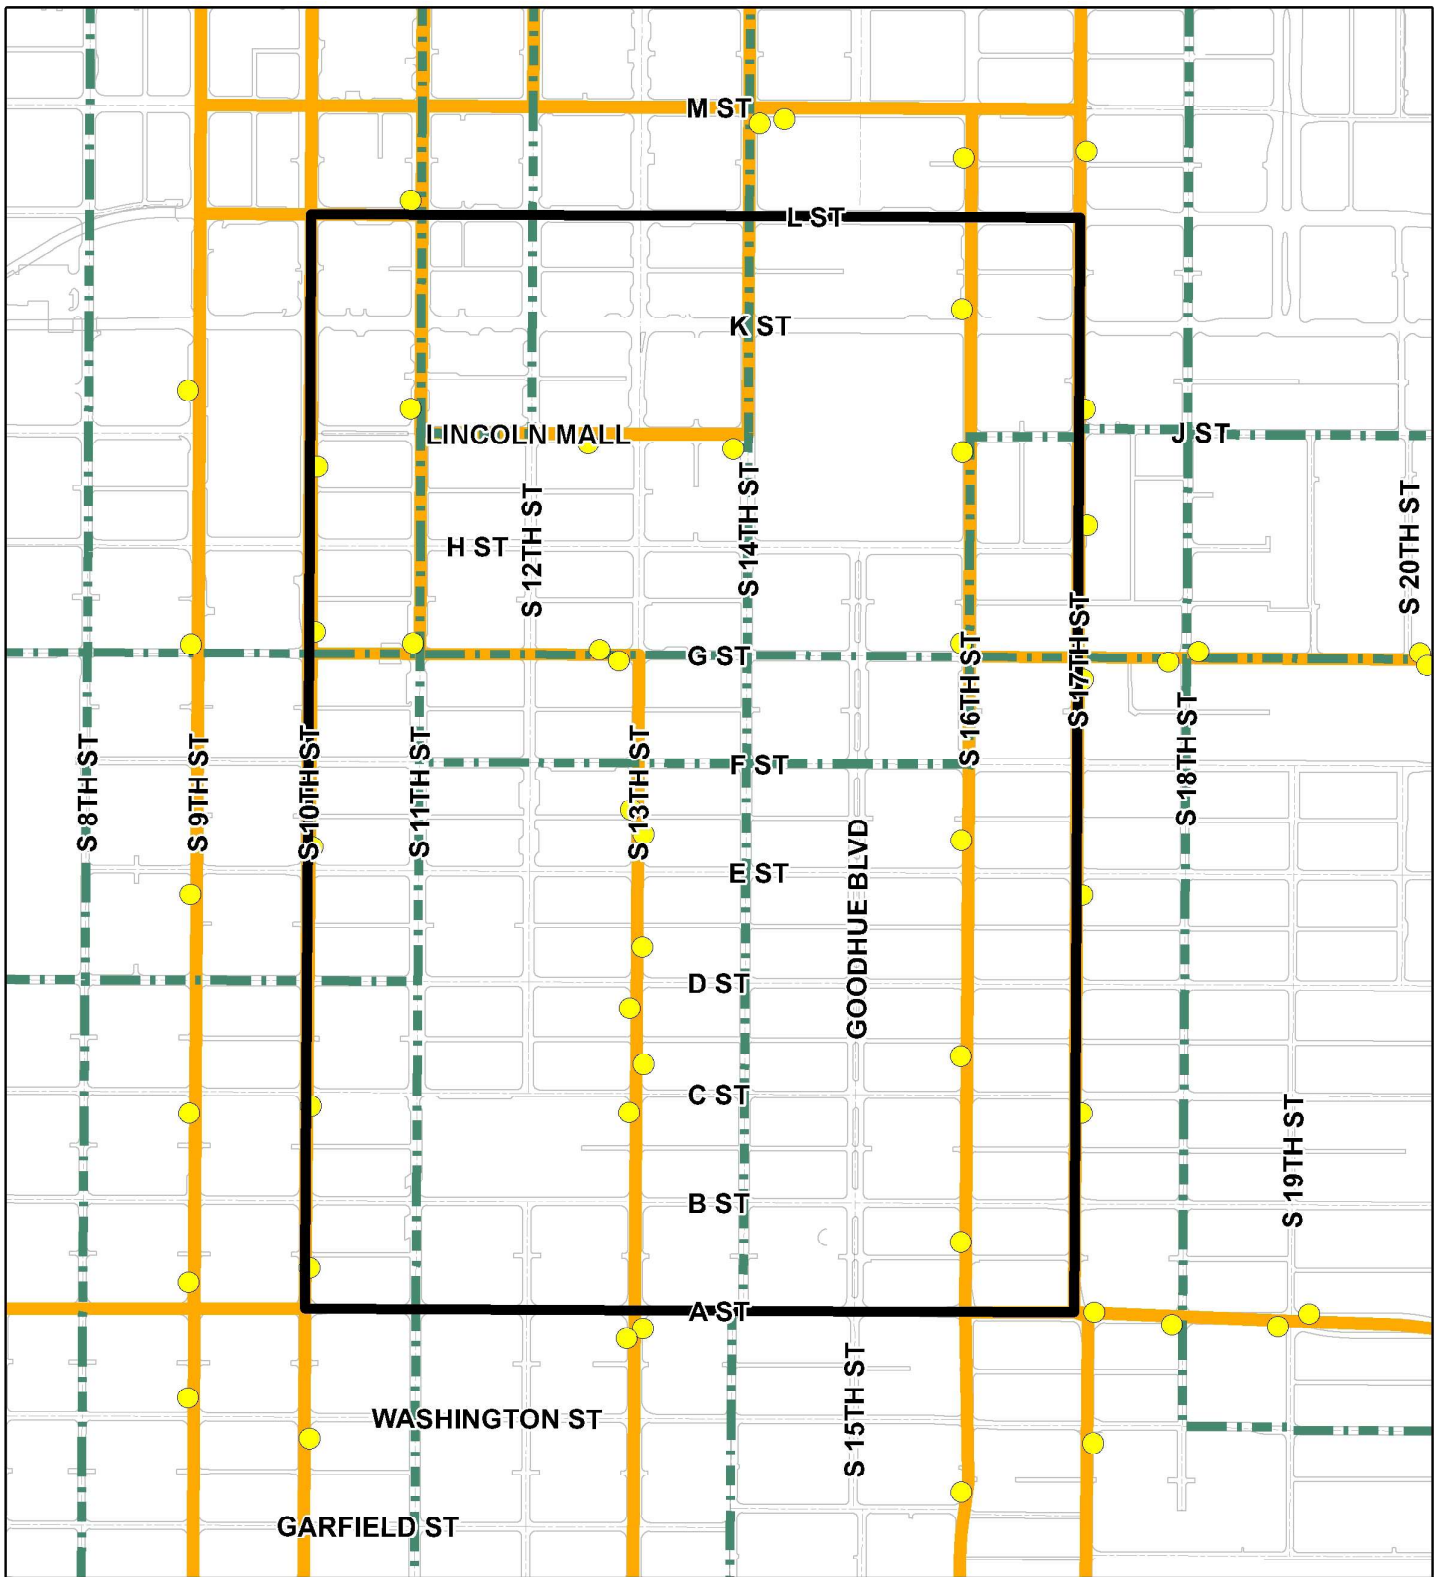 M ST
L ST
K ST
LINCOLN MALL
J ST
H ST
S 12TH ST
S 14TH ST
S 20TH ST
G ST
S 8TH ST
S 9TH ST
S 10TH ST
S 11TH ST
S 13TH ST
F ST
S 16TH ST
S 17TH ST
S 18TH ST
E ST
GOODHUE BLVD
D ST
C ST
B ST
S 19TH ST
A ST
S 15TH ST
WASHINGTON ST
GARFIELD ST